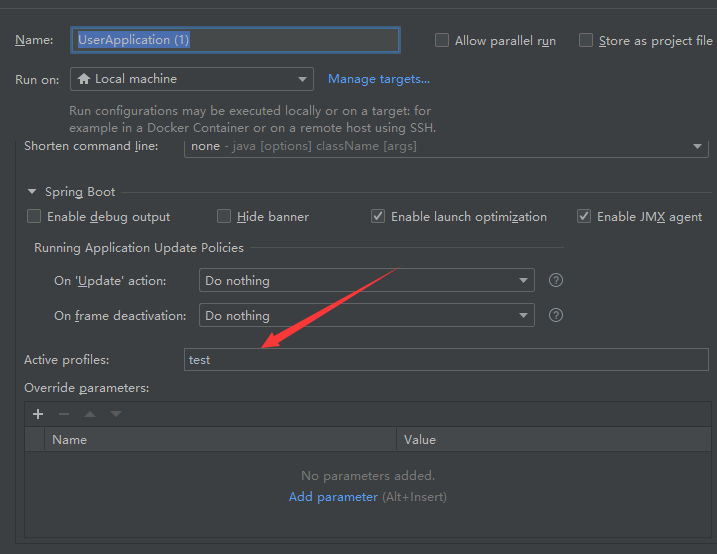 Name: UserApplication (1) Allow parallel run Store as project file
Run on: Local machine Manage targets...
Run configurations may be executed locally or on a target: for
example in a Docker Container or on a remote host using SSH.
Shorten command line: none - java [options] className [args]
Spring Boot
Enable debug output Hide banner Enable launch optimization Enable JMX agent
Running Application Update Policies
On 'Update' action: Do nothing ?
On frame deactivation: Do nothing ?
Active profiles: test
Override parameters:
Name Value
No parameters added.
Add parameter (Alt+Insert)